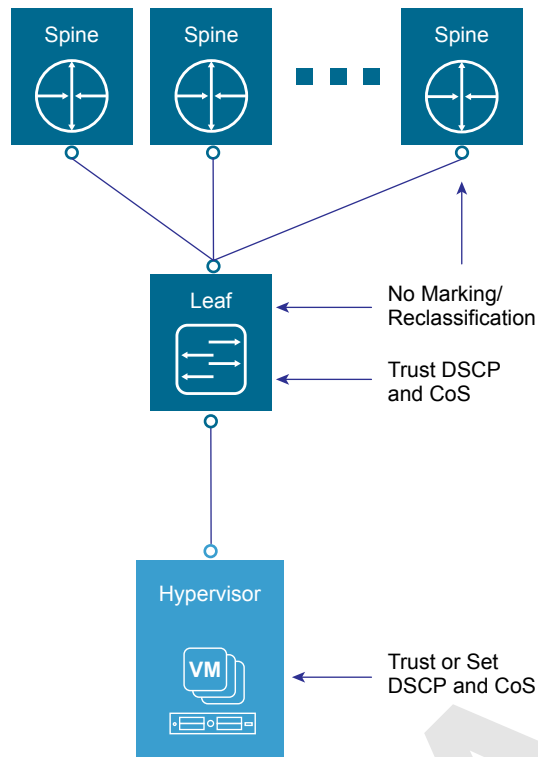 Spine
Spine
Spine
Leaf
No Marking/
Reclassification
Trust DSCP
and CoS
Hypervisor
VM
Trust or Set
DSCP and CoS